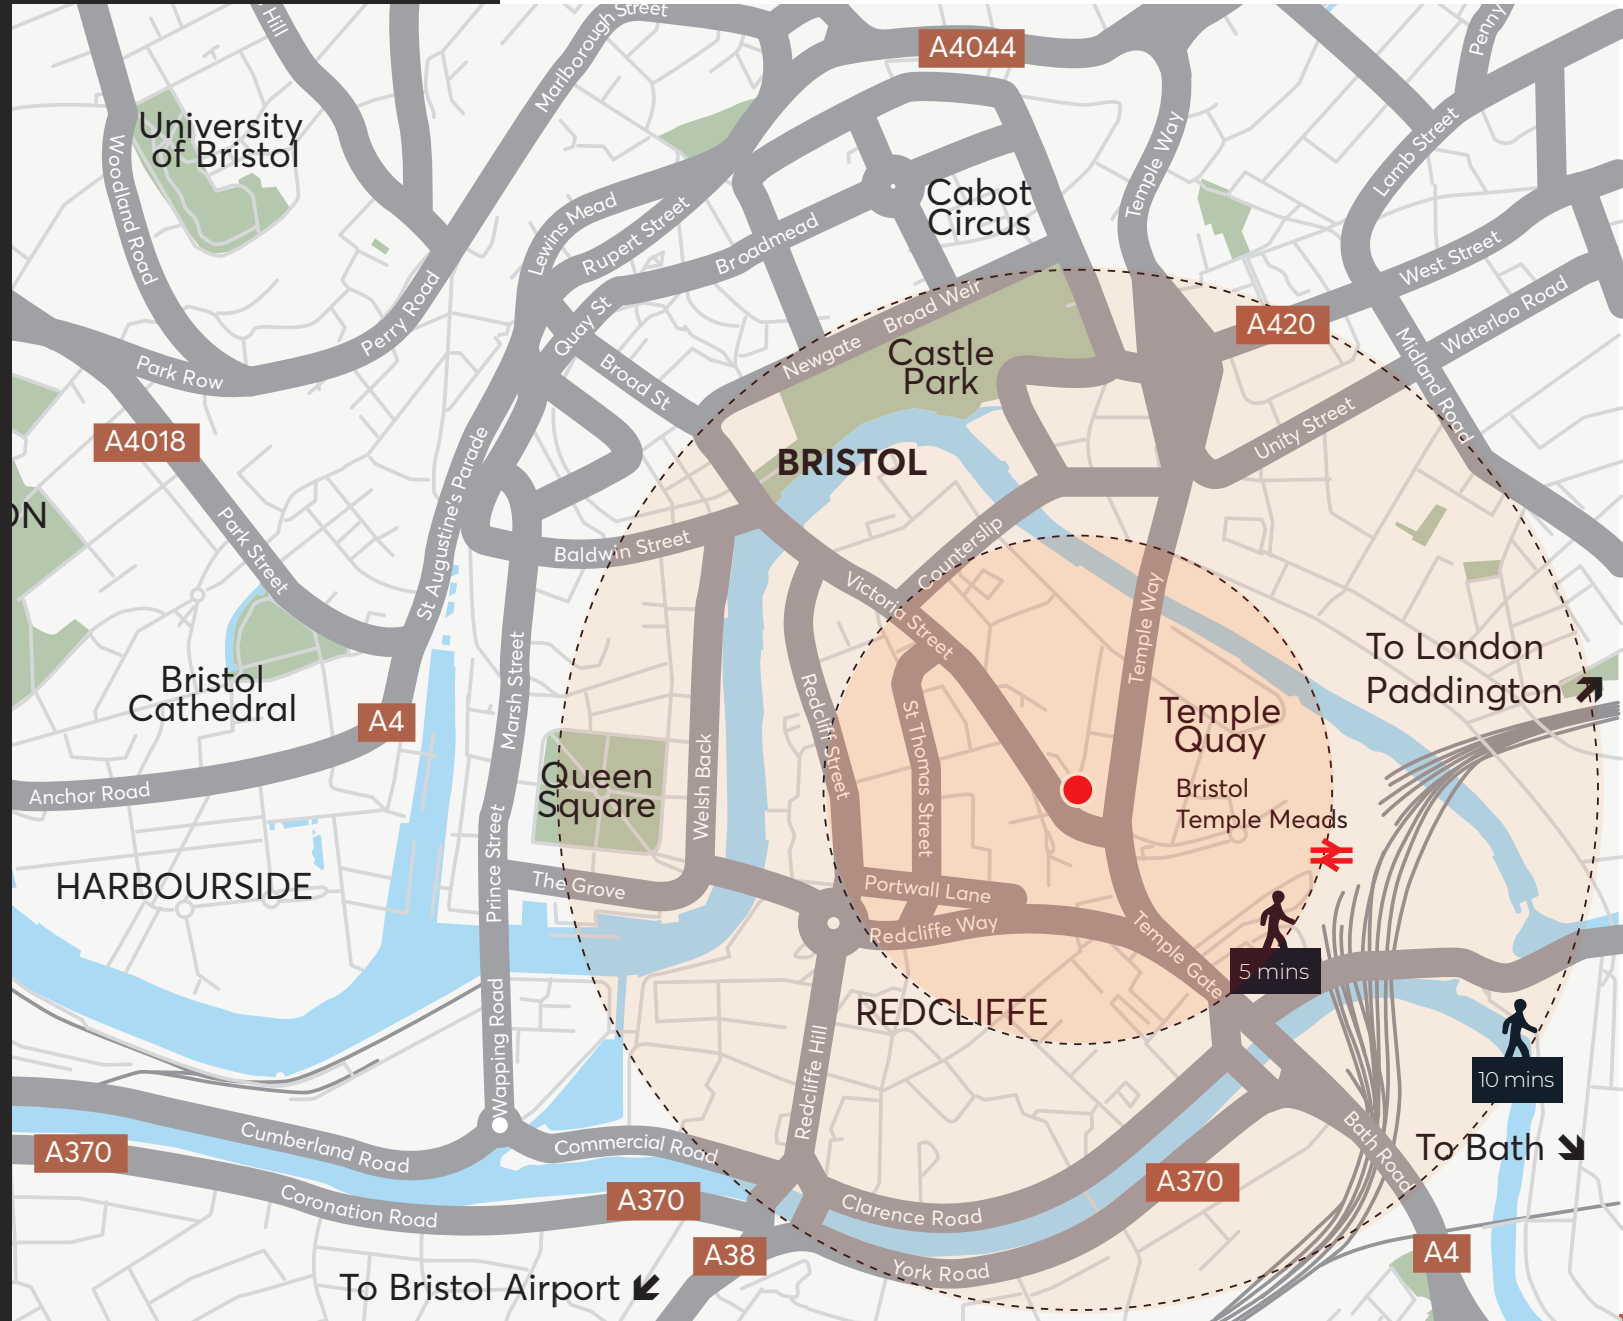 Hill
Marlborough Street
A4044
Penny
University
of Bristol
Woodland Road
Temple Way
Lamb Street
Cabot
Circus
Lewins Mead
Rupert Street
Broadmead
West Street
Waterloo Road
Perry Road
Quay St
Newgate
Broad Weir
A420
Castle
Park
Midland Road
Park Row
Broad St
Unity Street
A4018
BRISTOL
St Augustine's Parade
ON
Park Street
Baldwin Street
Counterslip
Victoria Street
Temple Way
To London
Paddington
Bristol
Cathedral
A4
Marsh Street
Redcliff Street
St Thomas Street
Temple
Quay
Queen
Square
Welsh Back
Bristol
Temple Meads
Anchor Road
Prince Street
HARBOURSIDE
The Grove
Portwall Lane
Redcliffe Way
Temple Gate
5 mins
REDCLIFFE
Wapping Road
Redcliffe Hill
10 mins
A370
Cumberland Road
Commercial Road
Bath Road
To Bath
Coronation Road
A370
A370
Clarence Road
A38
York Road
A4
To Bristol Airport